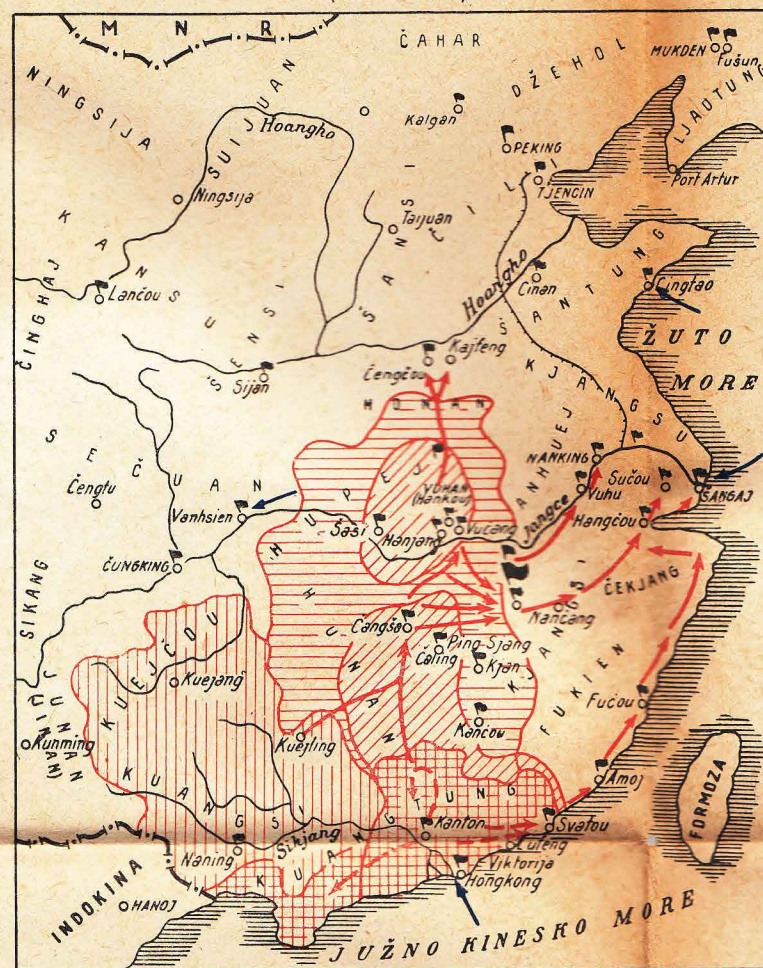 MNR
ČAHAR
DŽEHOL
MUKDEN
Fušun
LJAOTUNG
NINGSIJA
SUIJUAN
Hoangho
Kalgan
PEKING
TJENCIN
Port Artur
Ningsija
ŠANSI
ČILI
Taijuan
KANSU
Lančou
ČINGHAJ
ŠENSI
Hoangho
Cinan
ŠANTUNG
Cingtao
ŽUTO
MORE
Sijan
Čengčou
Kajfeng
KJANGSU
HONAN
SEČUAN
Čengtu
Vanhsien
HUPEJ
VUHAN
(Hankou)
ANHUEJ
NANKING
Sučou
Vuhu
ŠANGAJ
Šaši
Hanjang
Vučang
Jangce
Hangčou
ČUNGKING
SIKANG
HUNAN
ČEKJANG
Nančang
KJANGSI
Čangša
Ping-Sjang
Čaling
Kjan
FUKIEN
KUEJČOU
Kuejang
JUNAN
Kunming
Kuejling
Kančou
Fučou
Amoj
FORMOZA
KUANGSI
KUANGTUNG
Kanton
Svatou
Lufeng
Naning
Sikjang
Viktorija
Hongkong
INDOKINA
HANOJ
JUŽNO KINESKO MORE